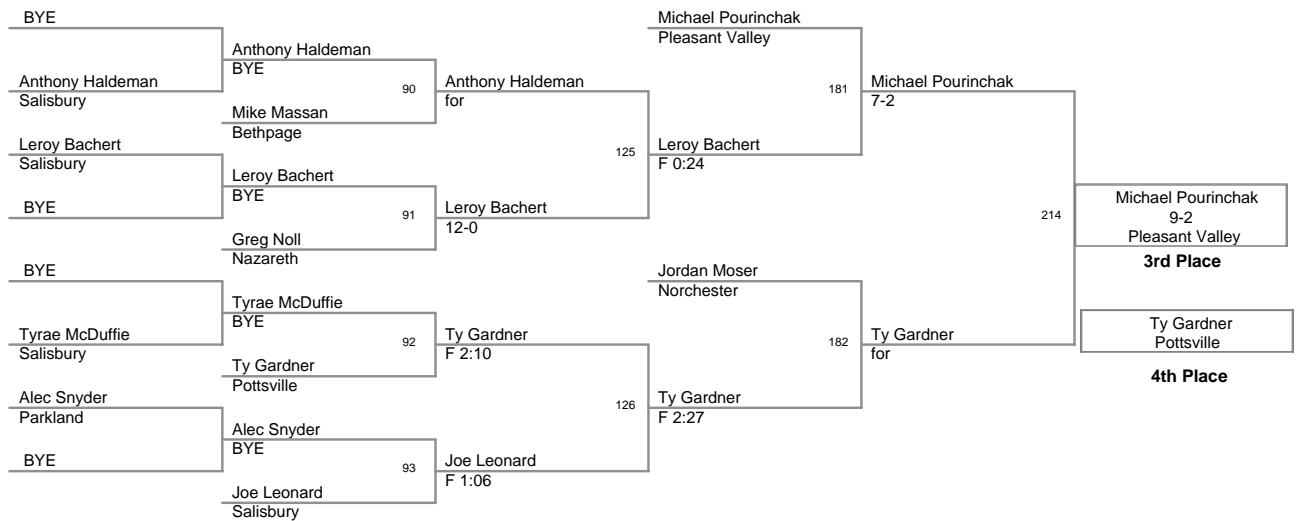 BYE
Anthony Haldeman
Salisbury
Leroy Bachert
Salisbury
BYE
BYE
Tyrae McDuffie
Salisbury
Alec Snyder
Parkland
BYE
Anthony Haldeman
BYE
90
Mike Massan
Bethpage
Leroy Bachert
BYE
91
Greg Noll
Nazareth
Tyrae McDuffie
BYE
92
Ty Gardner
Pottsville
Alec Snyder
BYE
93
Joe Leonard
Salisbury
Anthony Haldeman
for
125
Leroy Bachert
12-0
Ty Gardner
F 2:10
126
Joe Leonard
F 1:06
Michael Pourinchak
Pleasant Valley
181
Leroy Bachert
F 0:24
Jordan Moser
Norchester
182
Ty Gardner
F 2:27
Michael Pourinchak
7-2
214
Ty Gardner
for
Michael Pourinchak
9-2
Pleasant Valley
3rd Place
Ty Gardner
Pottsville
4th Place